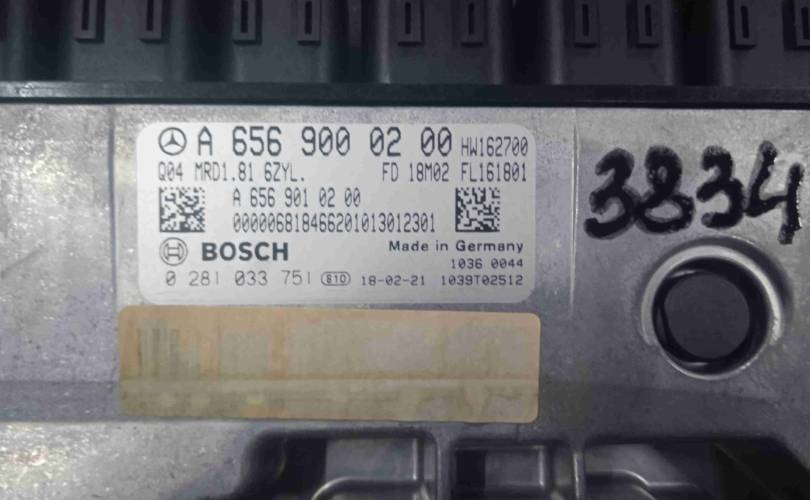 A 656 900 02 00 HW162700
Q04 MRD1.81 6ZYL. FD 18M02 FL161801
A 656 901 02 00
000006818466201013012301
BOSCH Made in Germany
1036 0044
0 281 033 751 610 18-02-21 1039T02512
3834